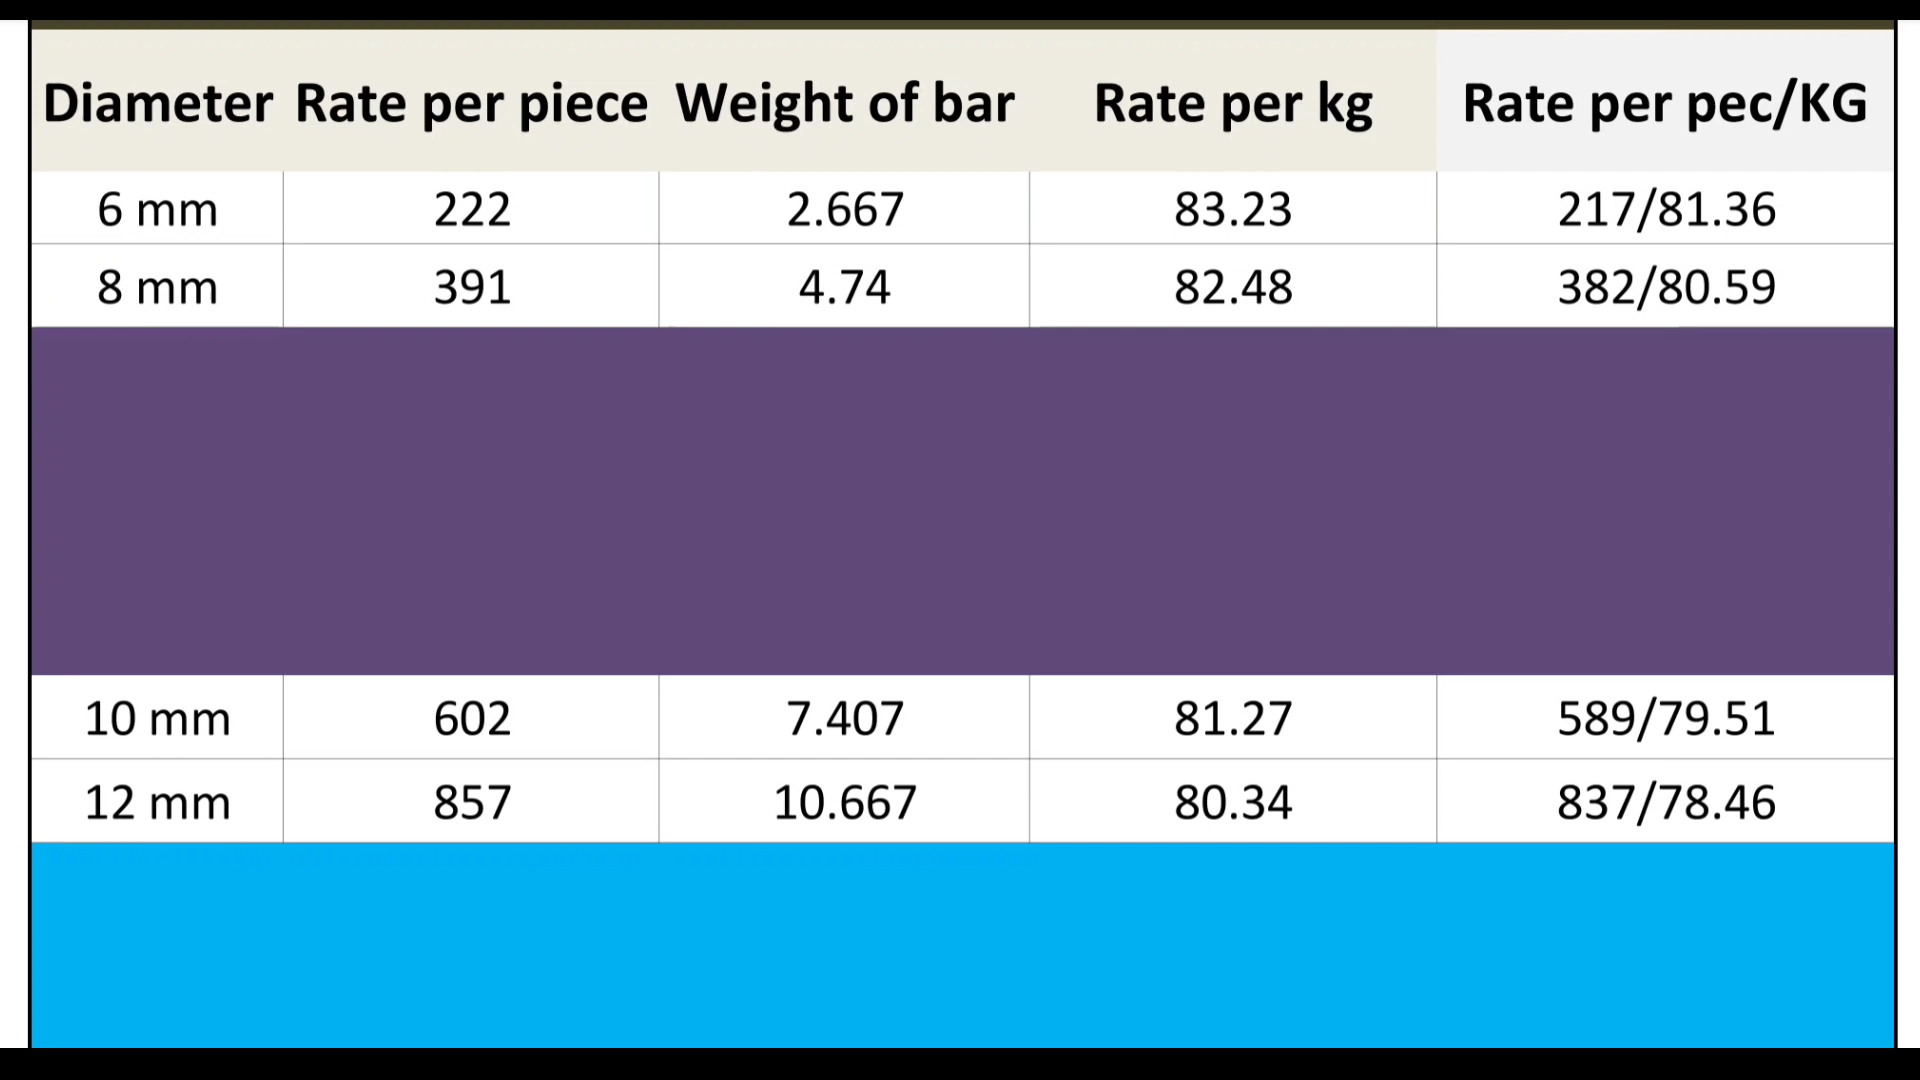 Diameter Rate per piece Weight of bar Rate per kg Rate per pec/KG
6 mm 222 2.667 83.23 217/81.36
8 mm 391 4.74 82.48 382/80.59
10 mm 602 7.407 81.27 589/79.51
12 mm 857 10.667 80.34 837/78.46